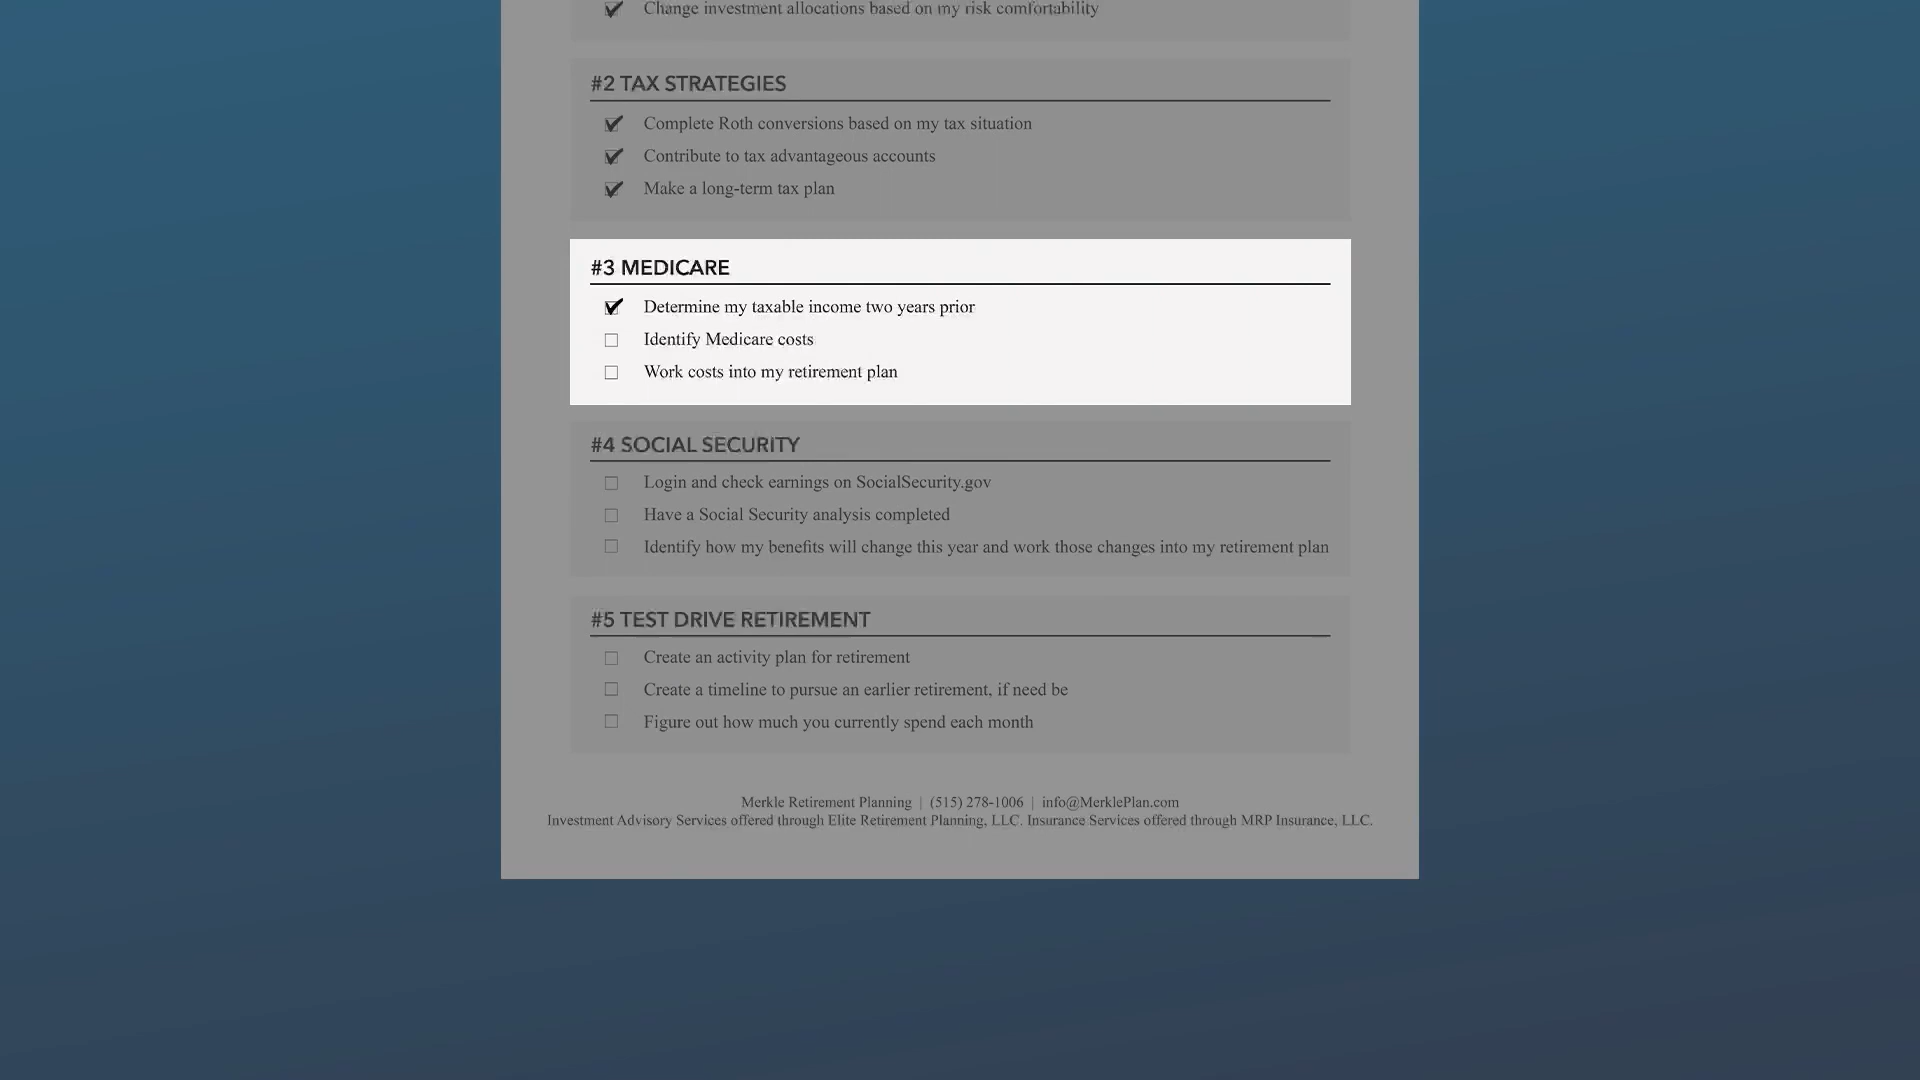 Change investment allocations based on my risk comfortability
#2 TAX STRATEGIES
Complete Roth conversions based on my tax situation
Contribute to tax advantageous accounts
Make a long-term tax plan
#3 MEDICARE
Determine my taxable income two years prior
Identify Medicare costs
Work costs into my retirement plan
#4 SOCIAL SECURITY
Login and check earnings on SocialSecurity.gov
Have a Social Security analysis completed
Identify how my benefits will change this year and work those changes into my retirement plan
#5 TEST DRIVE RETIREMENT
Create an activity plan for retirement
Create a timeline to pursue an earlier retirement, if need be
Figure out how much you currently spend each month
Merkle Retirement Planning | (515) 278-1006 | info@MerklePlan.com
Investment Advisory Services offered through Elite Retirement Planning, LLC. Insurance Services offered through MRP Insurance, LLC.